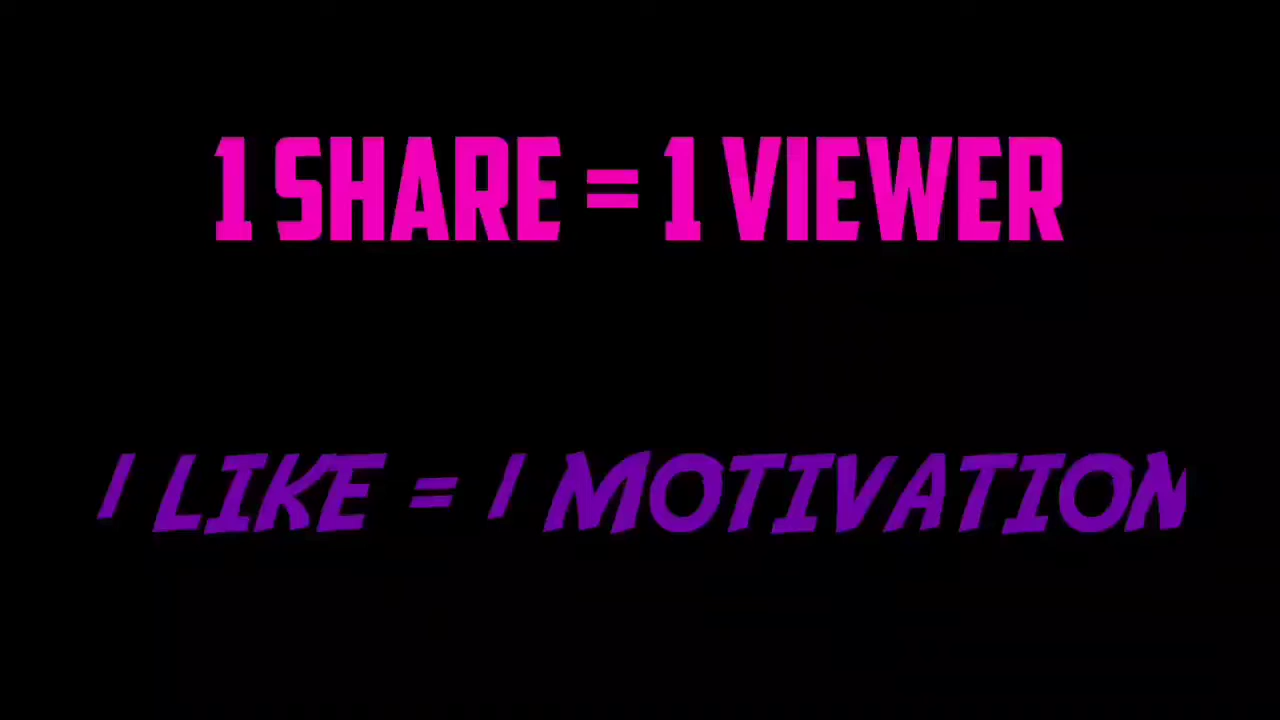 1 SHARE = 1 VIEWER
1 LIKE = 1 MOTIVATION